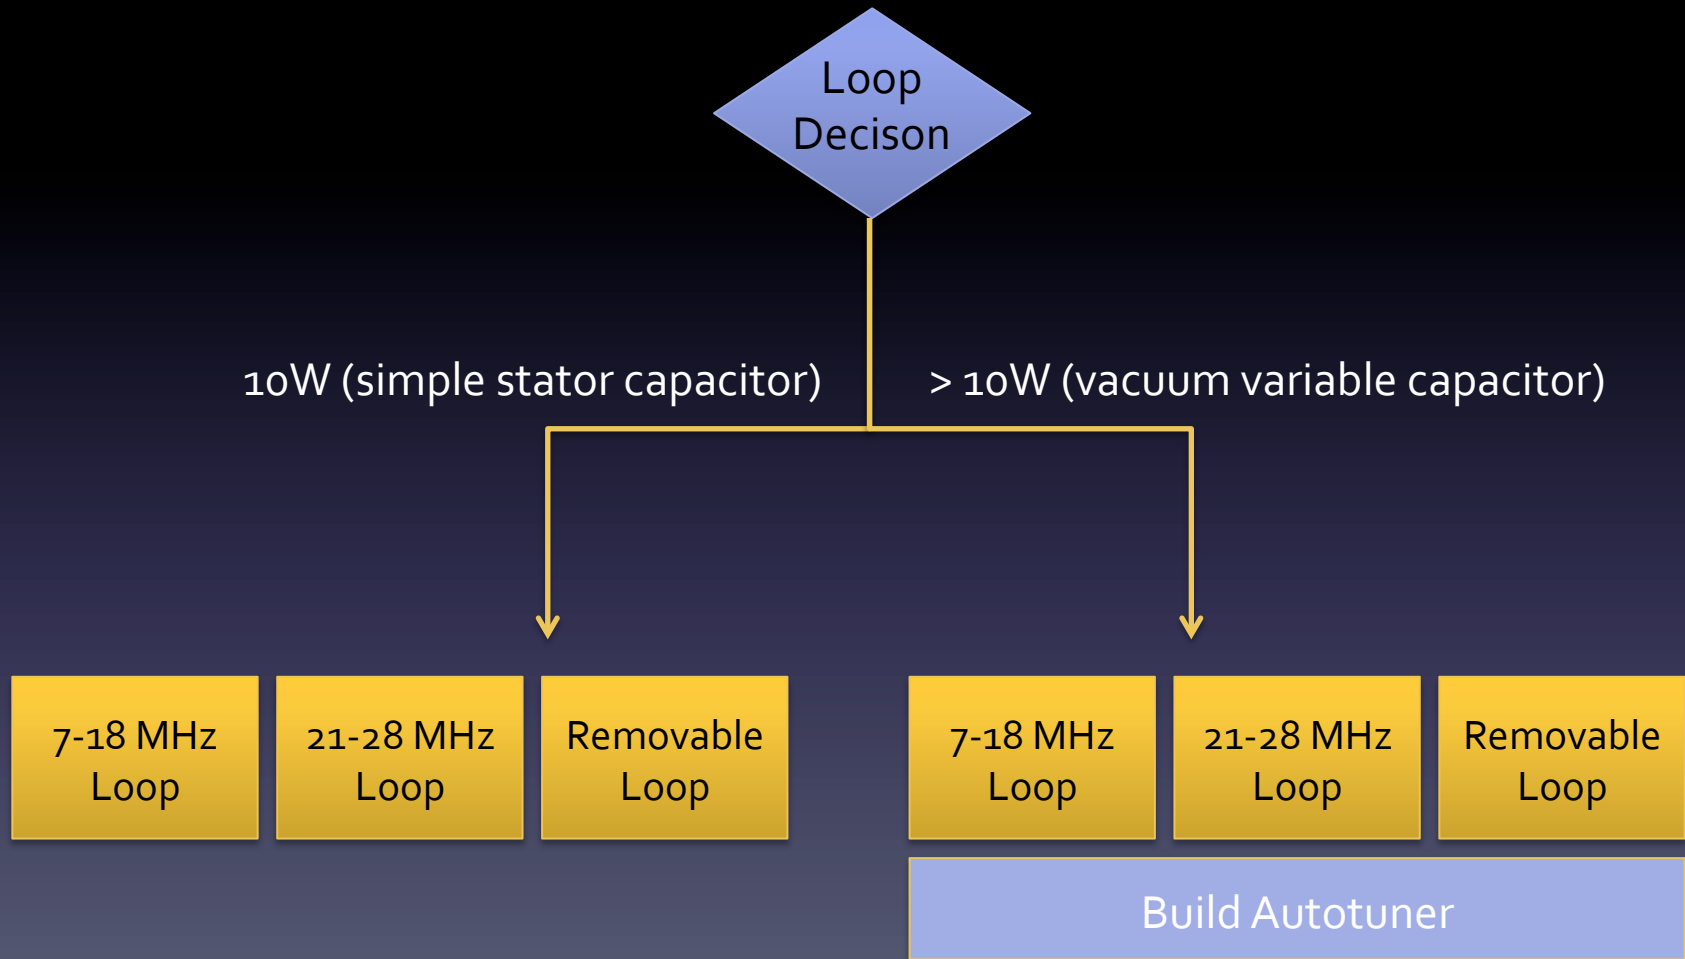 Loop
Decison
10W (simple stator capacitor)
> 10W (vacuum variable capacitor)
7-18 MHz
Loop
21-28 MHz
Loop
Removable
Loop
7-18 MHz
Loop
21-28 MHz
Loop
Removable
Loop
Build Autotuner